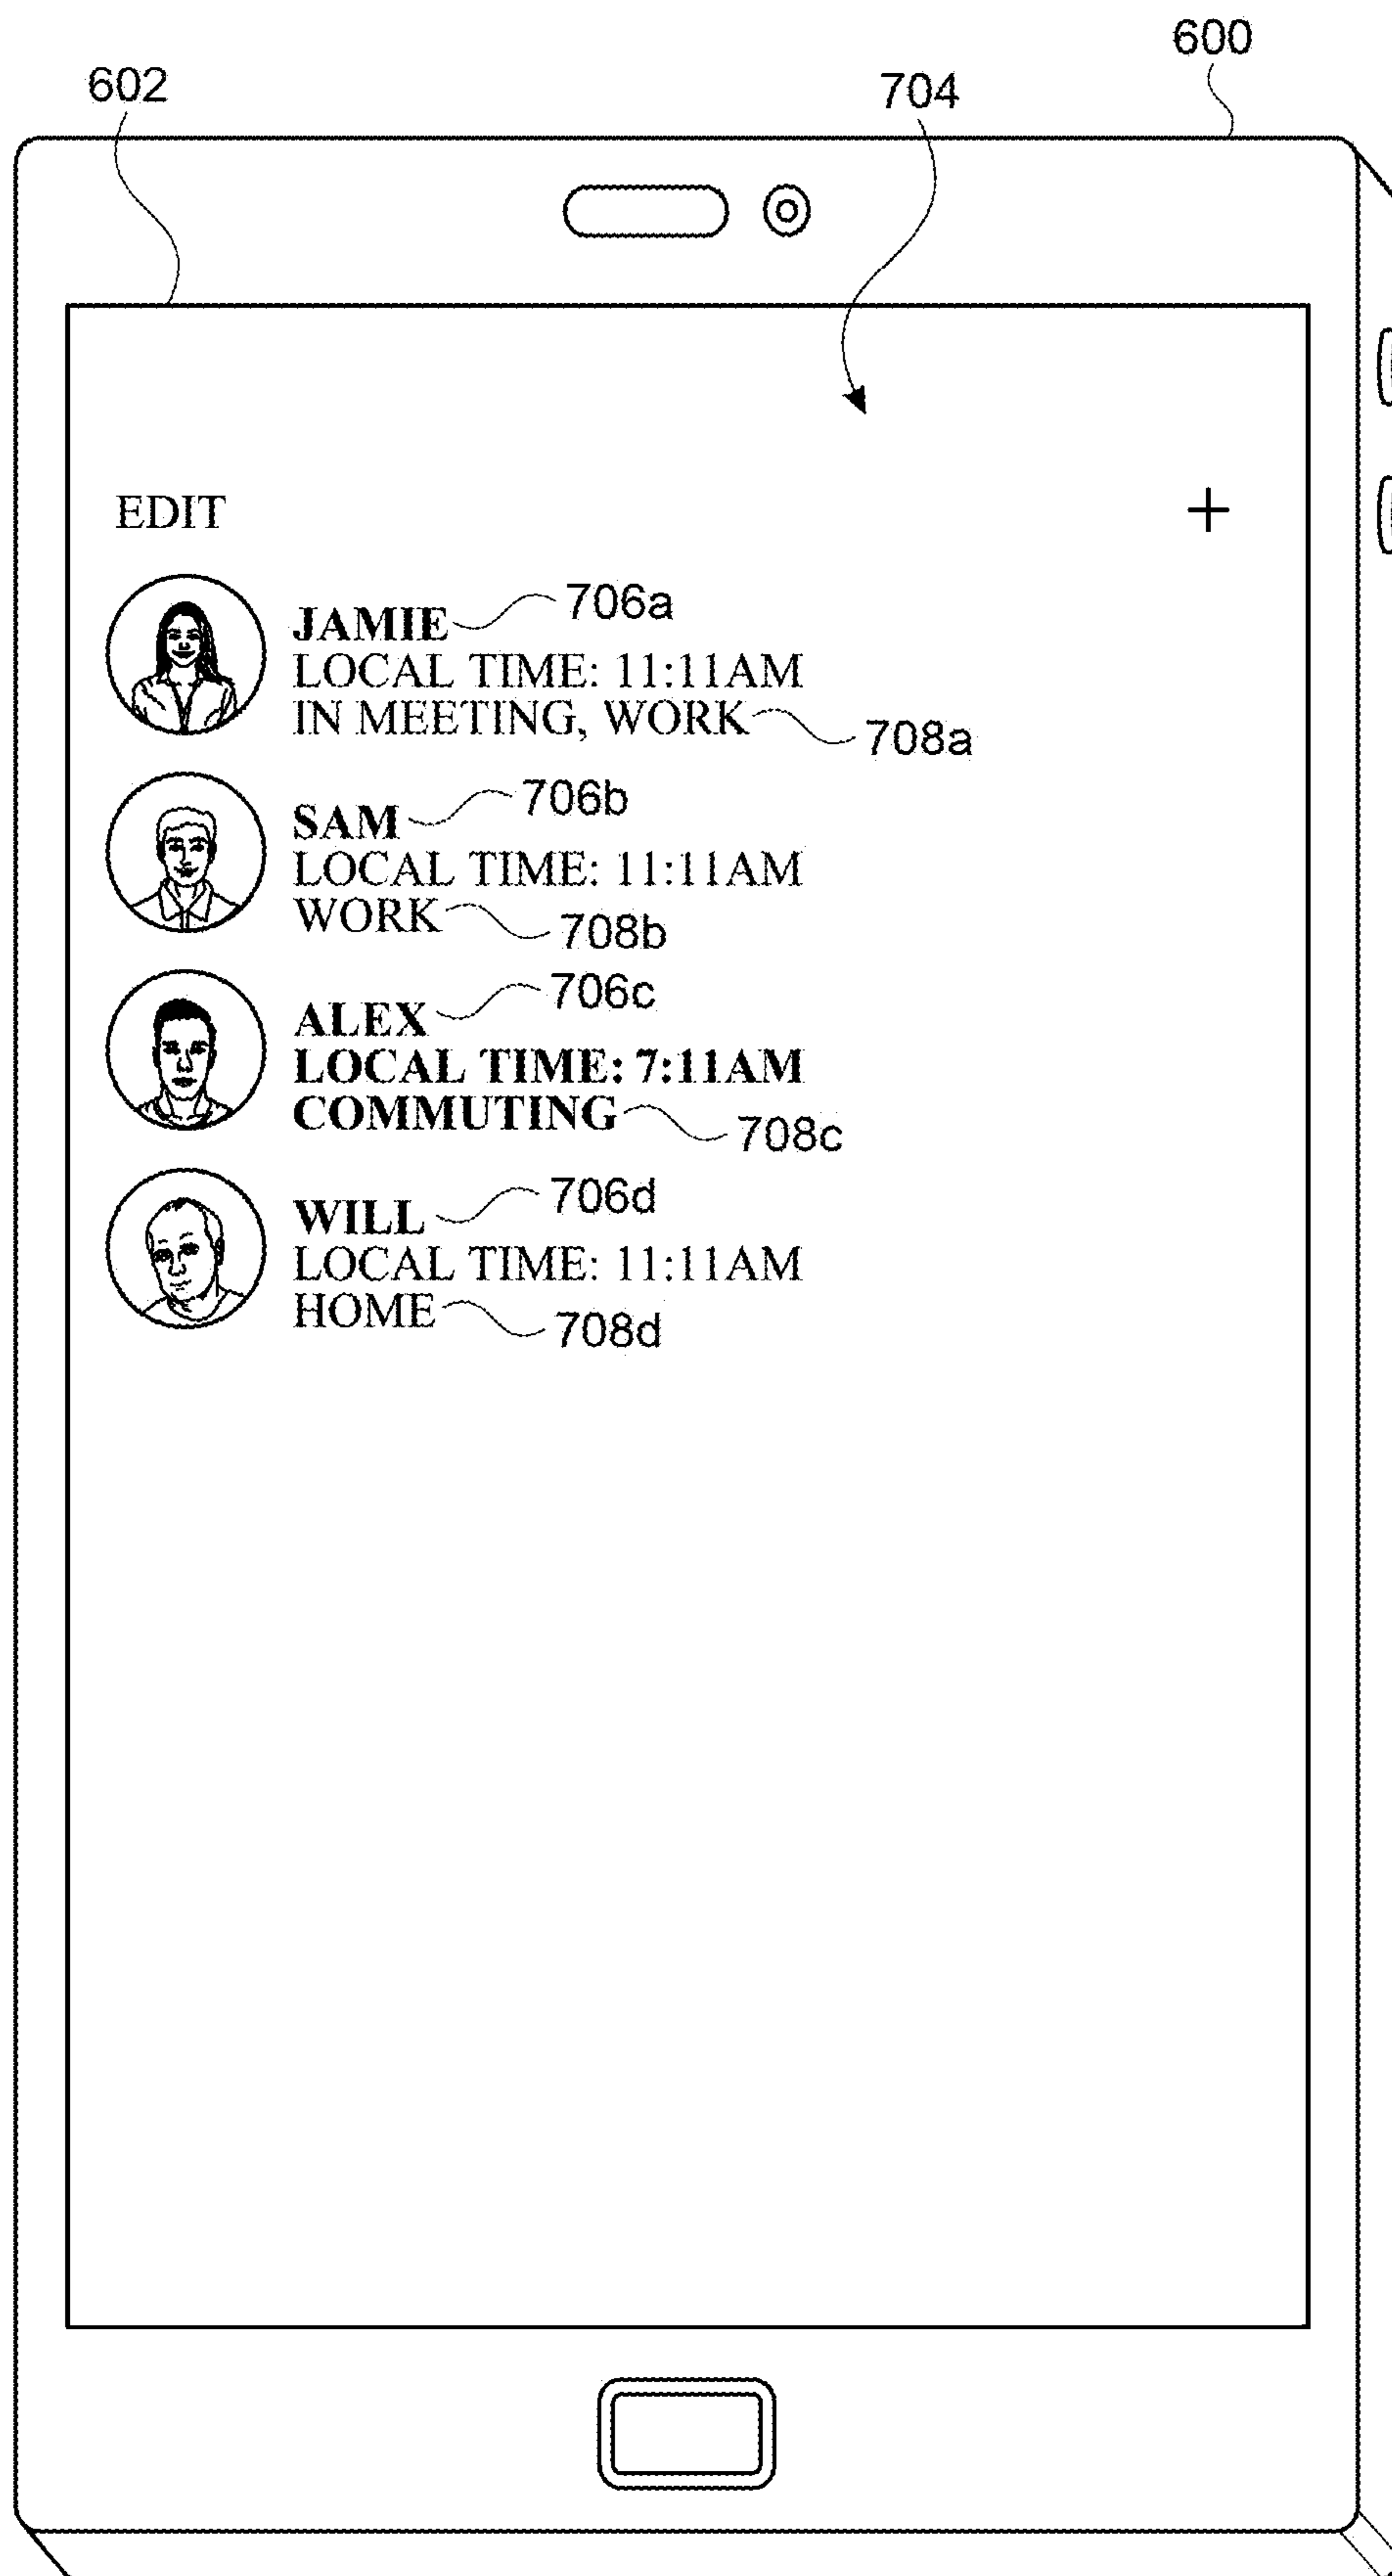 600
602
704
EDIT
+
JAMIE 706a
LOCAL TIME: 11:11AM
IN MEETING, WORK 708a
SAM 706b
LOCAL TIME: 11:11AM
WORK 708b
ALEX 706c
LOCAL TIME: 7:11AM
COMMUTING 708c
WILL 706d
LOCAL TIME: 11:11AM
HOME 708d